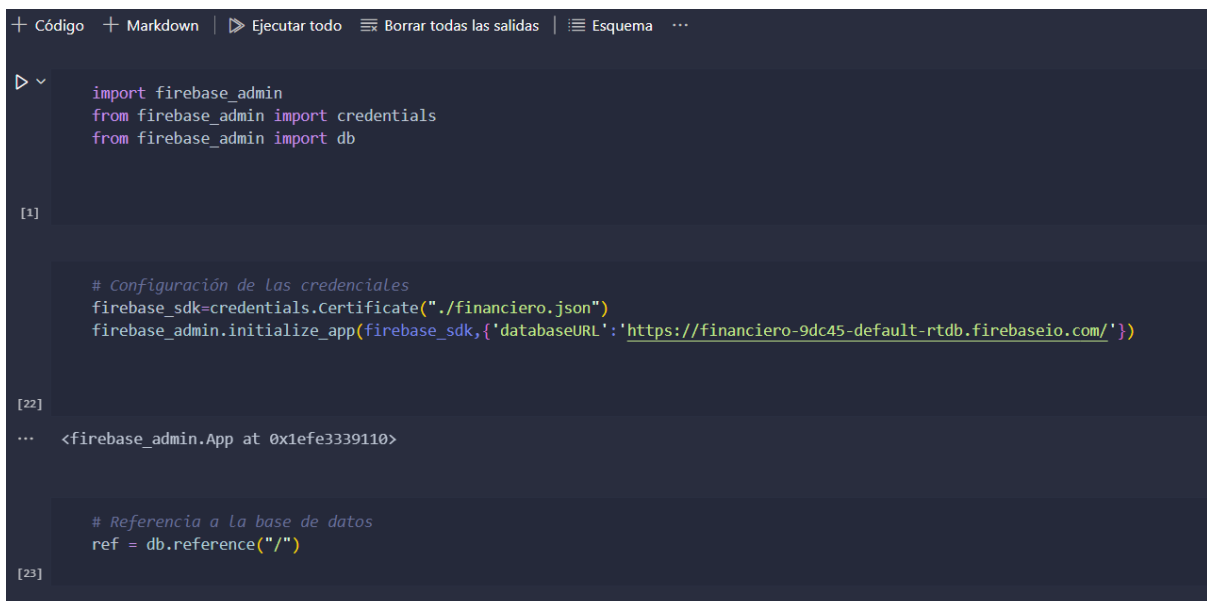 + Código + Markdown | Ejecutar todo Borrar todas las salidas | Esquema ...
import firebase_admin
from firebase_admin import credentials
from firebase_admin import db
[1]
# Configuración de las credenciales
firebase_sdk=credentials.Certificate("./financiero.json")
firebase_admin.initialize_app(firebase_sdk,{'databaseURL':'https://financiero-9dc45-default-rtdb.firebaseio.com/'})
[22]
... <firebase_admin.App at 0x1efe3339110>
# Referencia a la base de datos
ref = db.reference("/")
[23]